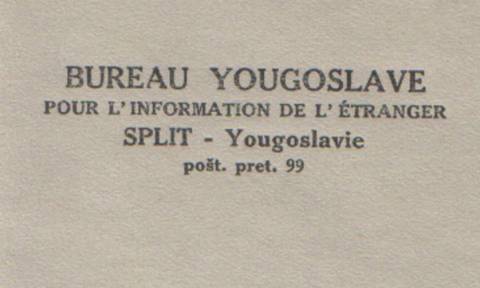 BUREAU YOUGOSLAVE
POUR L'INFORMATION DE L' ÉTRANGER
SPLIT - Yougoslavie
pošt. pret. 99